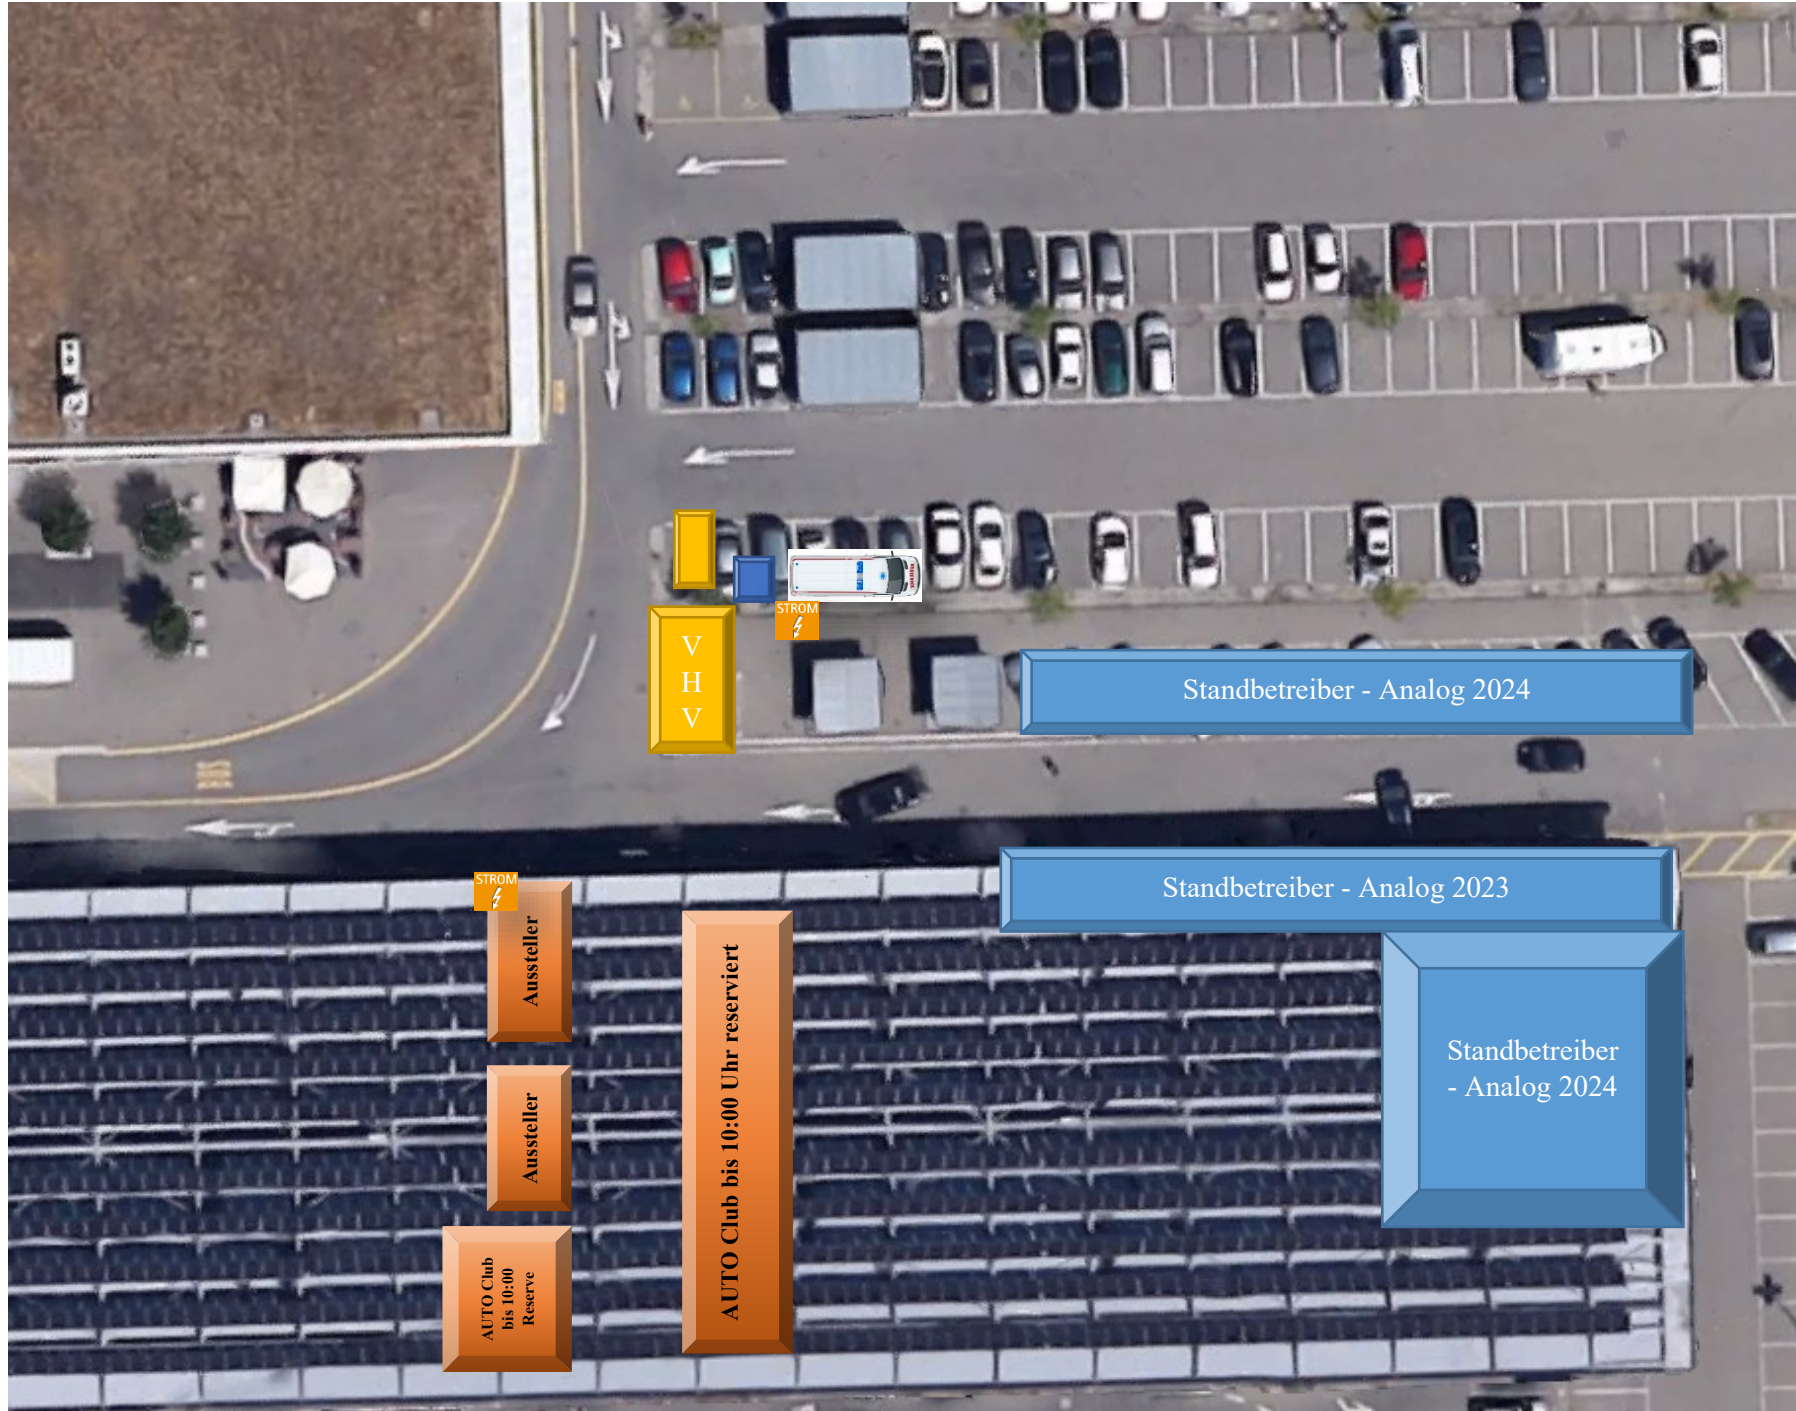 STROM
V
H
V
Standbetreiber - Analog 2024
BUS
STROM
Standbetreiber - Analog 2023
Aussteller
AUTO Club bis 10:00 Uhr reserviert
Standbetreiber
- Analog 2024
Aussteller
AUTO Club
bis 10:00
Reserve